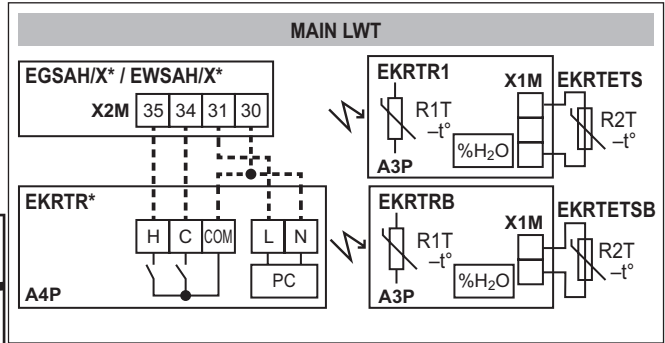 MAIN LWT
EGSAH/X* / EWSAH/X*
X2M 35 34 31 30
EKRTR*
H C COM L N
PC
A4P
EKRTR1
X1M
EKRTETS
R1T
–t°
R2T
–t°
%H₂O
A3P
EKRTRB
X1M
EKRTETSB
R1T
–t°
R2T
–t°
%H₂O
A3P